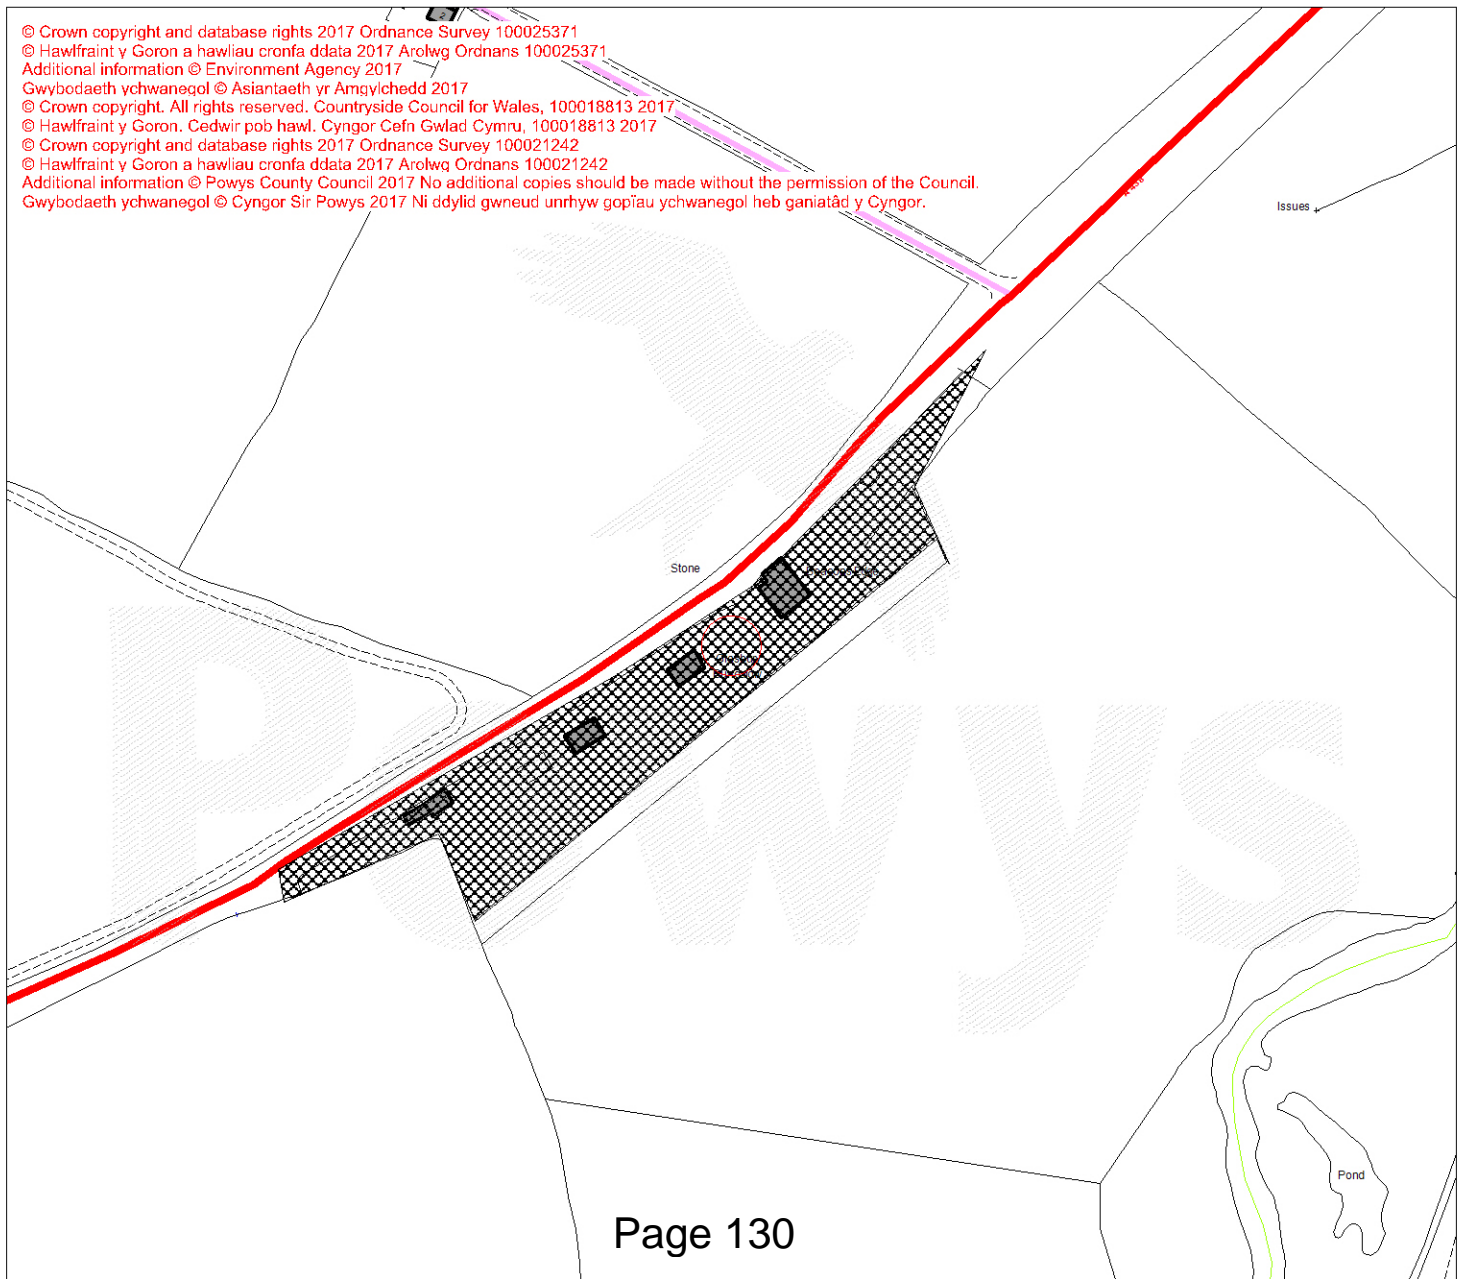 2
© Crown copyright and database rights 2017 Ordnance Survey 100025371
© Hawlfraint y Goron a hawliau cronfa ddata 2017 Arolwg Ordnans 100025371
Additional information © Environment Agency 2017
Gwybodaeth ychwanegol © Asiantaeth yr Amgylchedd 2017
© Crown copyright. All rights reserved. Countryside Council for Wales, 100018813 2017
© Hawlfraint y Goron. Cedwir pob hawl. Cyngor Cefn Gwlad Cymru, 100018813 2017
© Crown copyright and database rights 2017 Ordnance Survey 100021242
© Hawlfraint y Goron a hawliau cronfa ddata 2017 Arolwg Ordnans 100021242
Additional information © Powys County Council 2017 No additional copies should be made without the permission of the Council.
Gwybodaeth ychwanegol © Cyngor Sir Powys 2017 Ni ddylid gwneud unrhyw gopïau ychwanegol heb ganiatâd y Cyngor.
Issues
Stone
Powys
Pond
Page 130